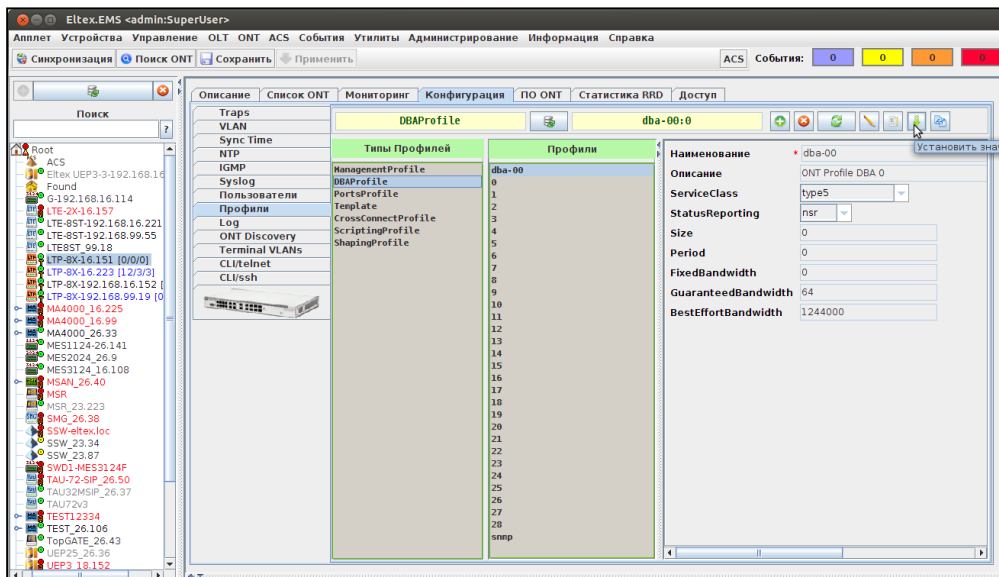 Eltex.EMS <admin:SuperUser>
Апплет Устройства Управление OLT ONT ACS События Утилиты Администрирование Информация Справка
Синхронизация Поиск ONT Сохранить Применить ACS События: 0 0 0 0
Поиск
?
Root
ACS
Eltex UEP3-3-192.168.16
Found
G-192.168.16.114
LTE-2X-16.157
LTE-8ST-192.168.16.221
LTE-8ST-192.168.99.55
LTE8ST_99.18
LTP-8X-16.151 [0/0/0]
LTP-8X-16.223 [12/3/3]
LTP-8X-192.168.16.152 [
LTP-8X-192.168.99.19 [0
MA4000_16.225
MA4000_16.99
MA4000_26.33
MES1124-26.141
MES2024_26.9
MES3124_16.108
MSAN_26.40
MSR
MSR_23.223
SMG_26.38
SSW-eltex.loc
SSW_23.34
SSW_23.87
SWD1-MES3124F
TAU-72-SIP_26.50
TAU32MSIP_26.37
TAU72v3
TEST12334
TEST_26.106
TopGATE_26.43
UEP25_26.36
UEP3_18.152
Описание Список ONT Мониторинг Конфигурация ПО ONT Статистика RRD Доступ
Traps
VLAN
Sync Time
NTP
IGMP
Syslog
Пользователи
Профили
Log
ONT Discovery
Terminal VLANs
CLI/telnet
CLI/ssh
DBAProfile dba-00:0
Установить зна
Типы Профилей
ManagenentProfile
DBAProfile
PortsProfile
Template
CrossConnectProfile
ScriptingProfile
ShapingProfile
Профили
dba-00
0
1
2
3
4
5
6
7
8
9
10
11
12
13
14
15
16
17
18
19
20
21
22
23
24
25
26
27
28
snmp
Наименование * dba-00
Описание ONT Profile DBA 0
ServiceClass type5
StatusReporting nsr
Size 0
Period 0
FixedBandwidth 0
GuaranteedBandwidth 64
BestEffortBandwidth 1244000